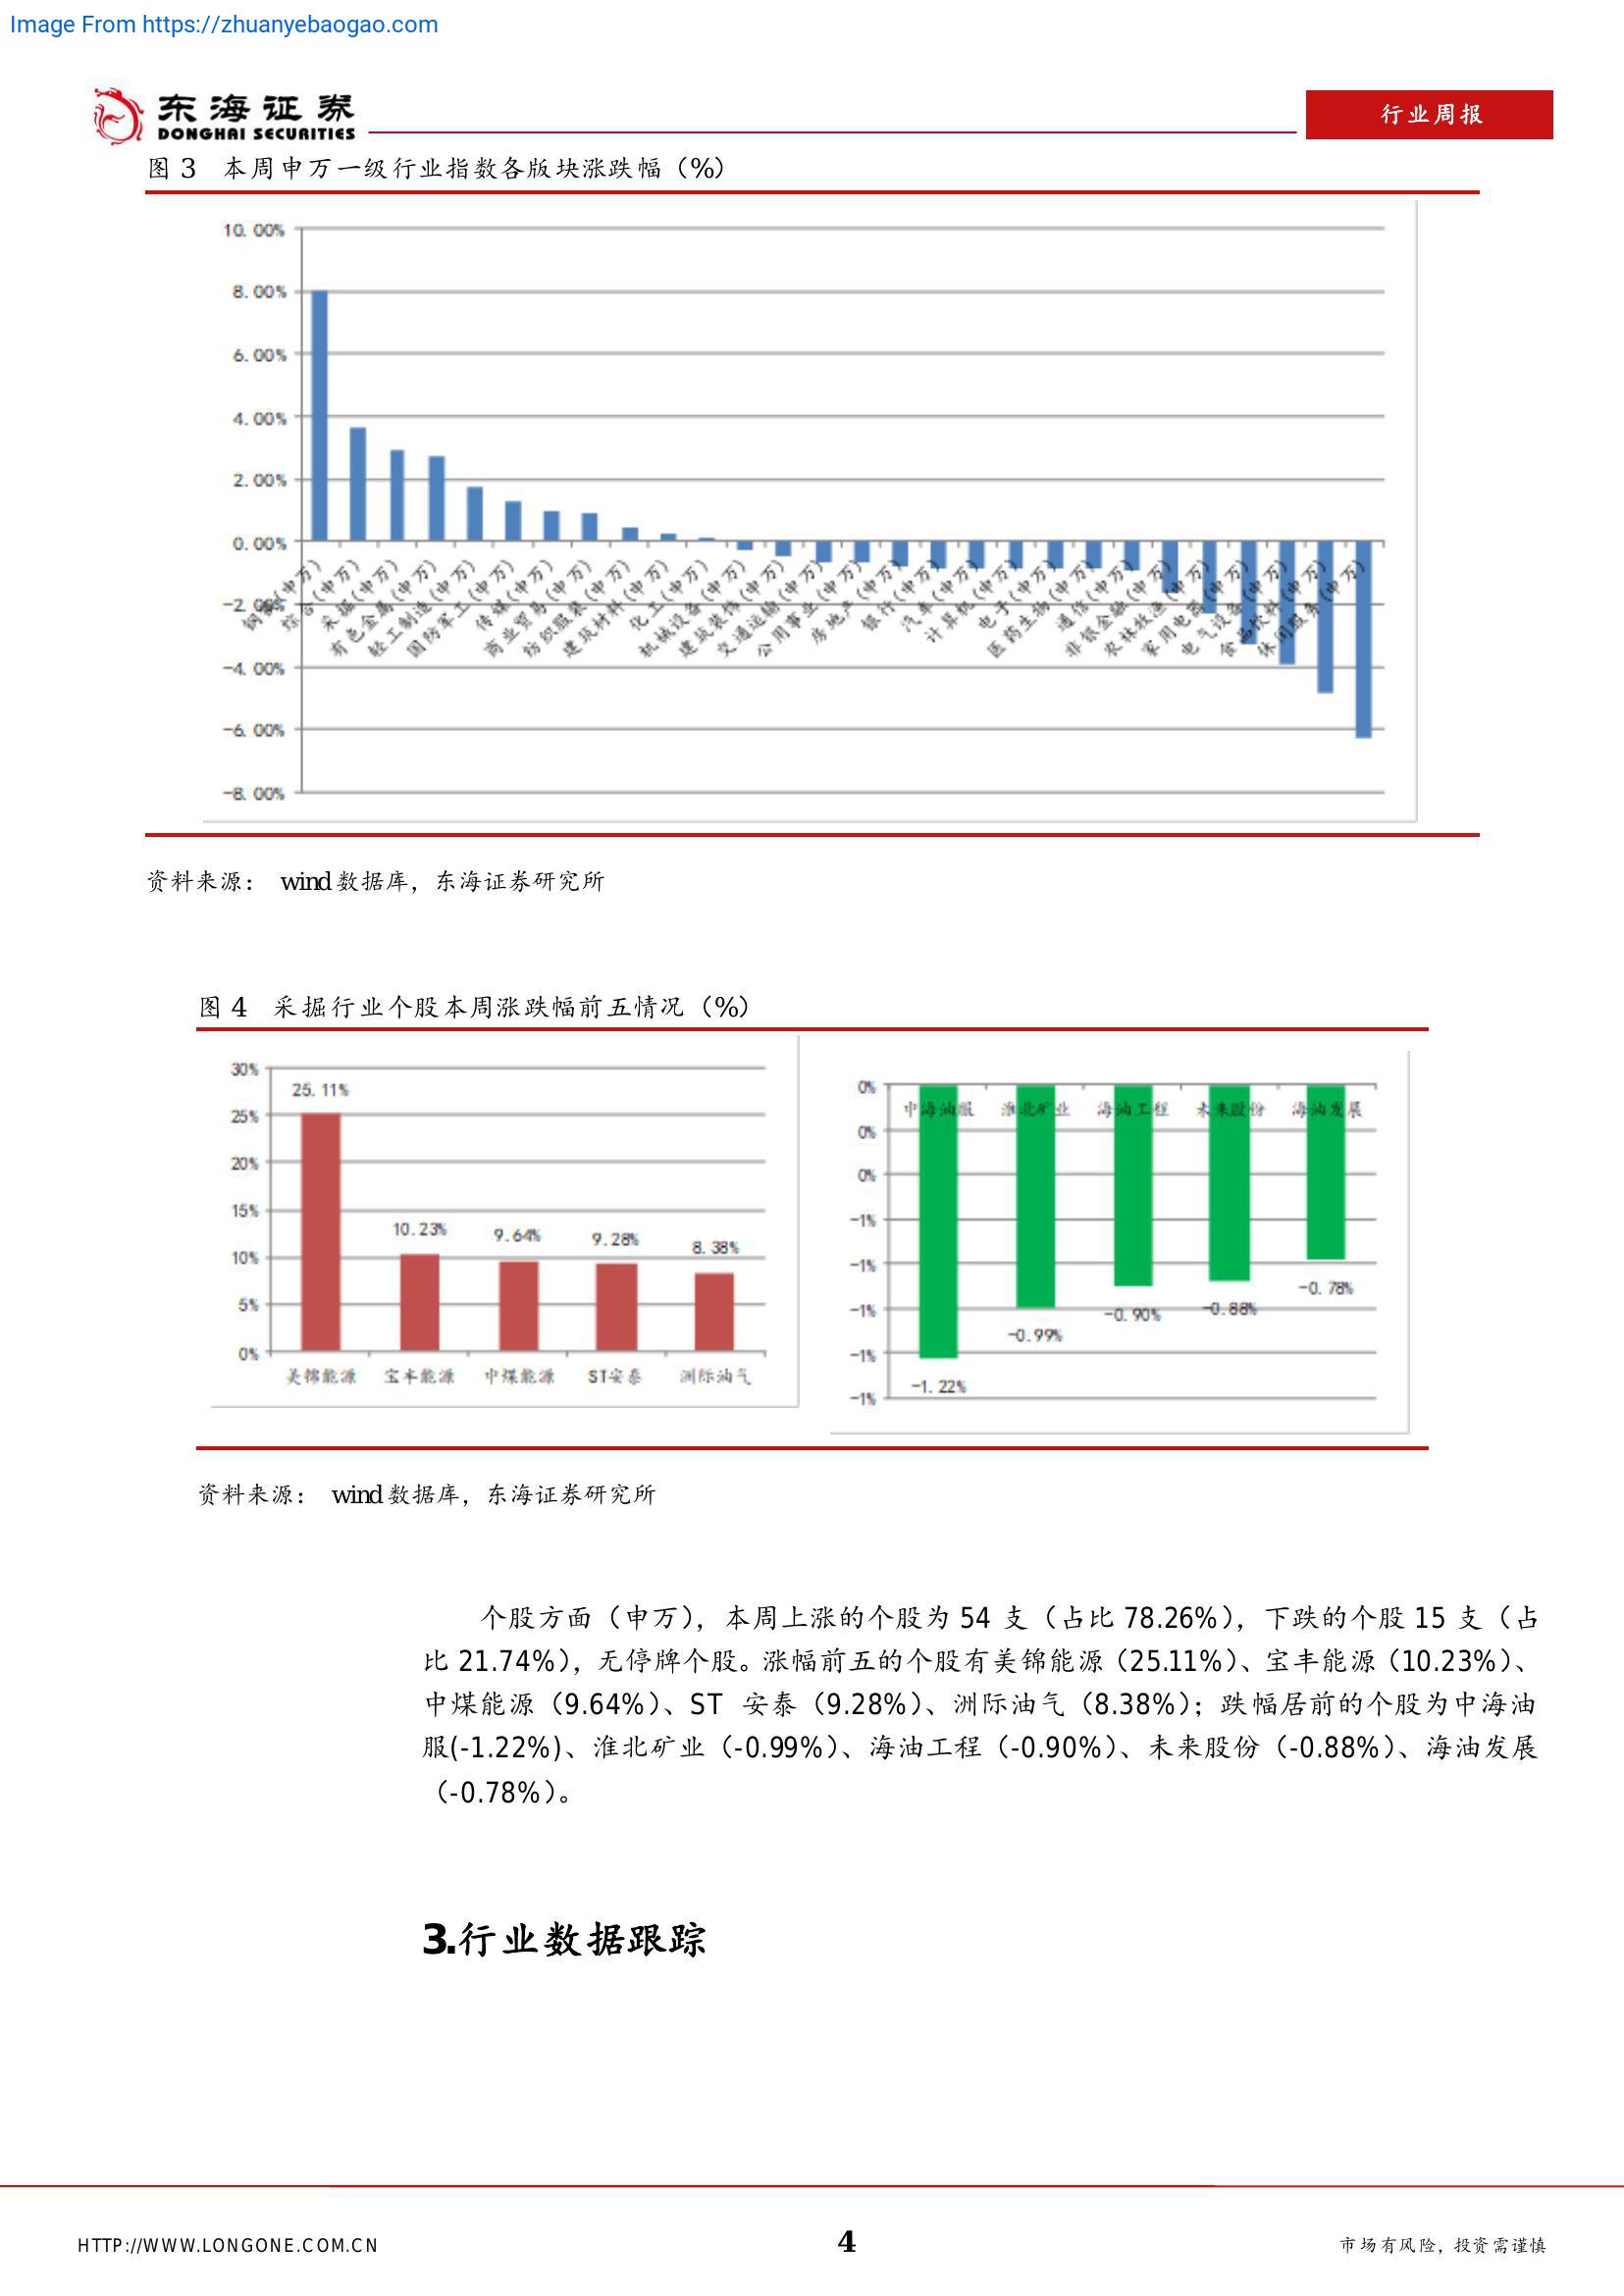 Image From https://zhuanyebaogao.com
东海证券
DONGHAI SECURITIES
行业周报
图 3 本周申万一级行业指数各版块涨跌幅（%）
10.00%
8.00%
6.00%
4.00%
2.00%
0.00%
-2.00%
-4.00%
-6.00%
-8.00%
钢铁(申万)
综合(申万)
采掘(申万)
有色金属(申万)
轻工制造(申万)
国防军工(申万)
传媒(申万)
商业贸易(申万)
纺织服装(申万)
建筑材料(申万)
化工(申万)
机械设备(申万)
建筑装饰(申万)
交通运输(申万)
公用事业(申万)
房地产(申万)
银行(申万)
汽车(申万)
计算机(申万)
电子(申万)
医药生物(申万)
通信(申万)
非银金融(申万)
农林牧渔(申万)
家用电器(申万)
电气设备(申万)
食品饮料(申万)
休闲服务(申万)
资料来源： wind 数据库，东海证券研究所
图 4 采掘行业个股本周涨跌幅前五情况（%）
30%
25%
20%
15%
10%
5%
0%
25.11%
10.23%
9.64%
9.28%
8.38%
美锦能源 宝丰能源 中煤能源 ST安泰 洲际油气
0%
0%
0%
-1%
-1%
-1%
-1%
-1%
中海油服 淮北矿业 海油工程 未来股份 海油发展
-1.22%
-0.99%
-0.90%
-0.88%
-0.78%
资料来源： wind 数据库，东海证券研究所
个股方面（申万），本周上涨的个股为 54 支（占比 78.26%），下跌的个股 15 支（占
比 21.74%），无停牌个股。涨幅前五的个股有美锦能源（25.11%）、宝丰能源（10.23%）、
中煤能源（9.64%）、ST 安泰（9.28%）、洲际油气（8.38%）；跌幅居前的个股为中海油
服(-1.22%)、淮北矿业（-0.99%）、海油工程（-0.90%）、未来股份（-0.88%）、海油发展
（-0.78%）。
3.行业数据跟踪
HTTP://WWW.LONGONE.COM.CN
4
市场有风险，投资需谨慎